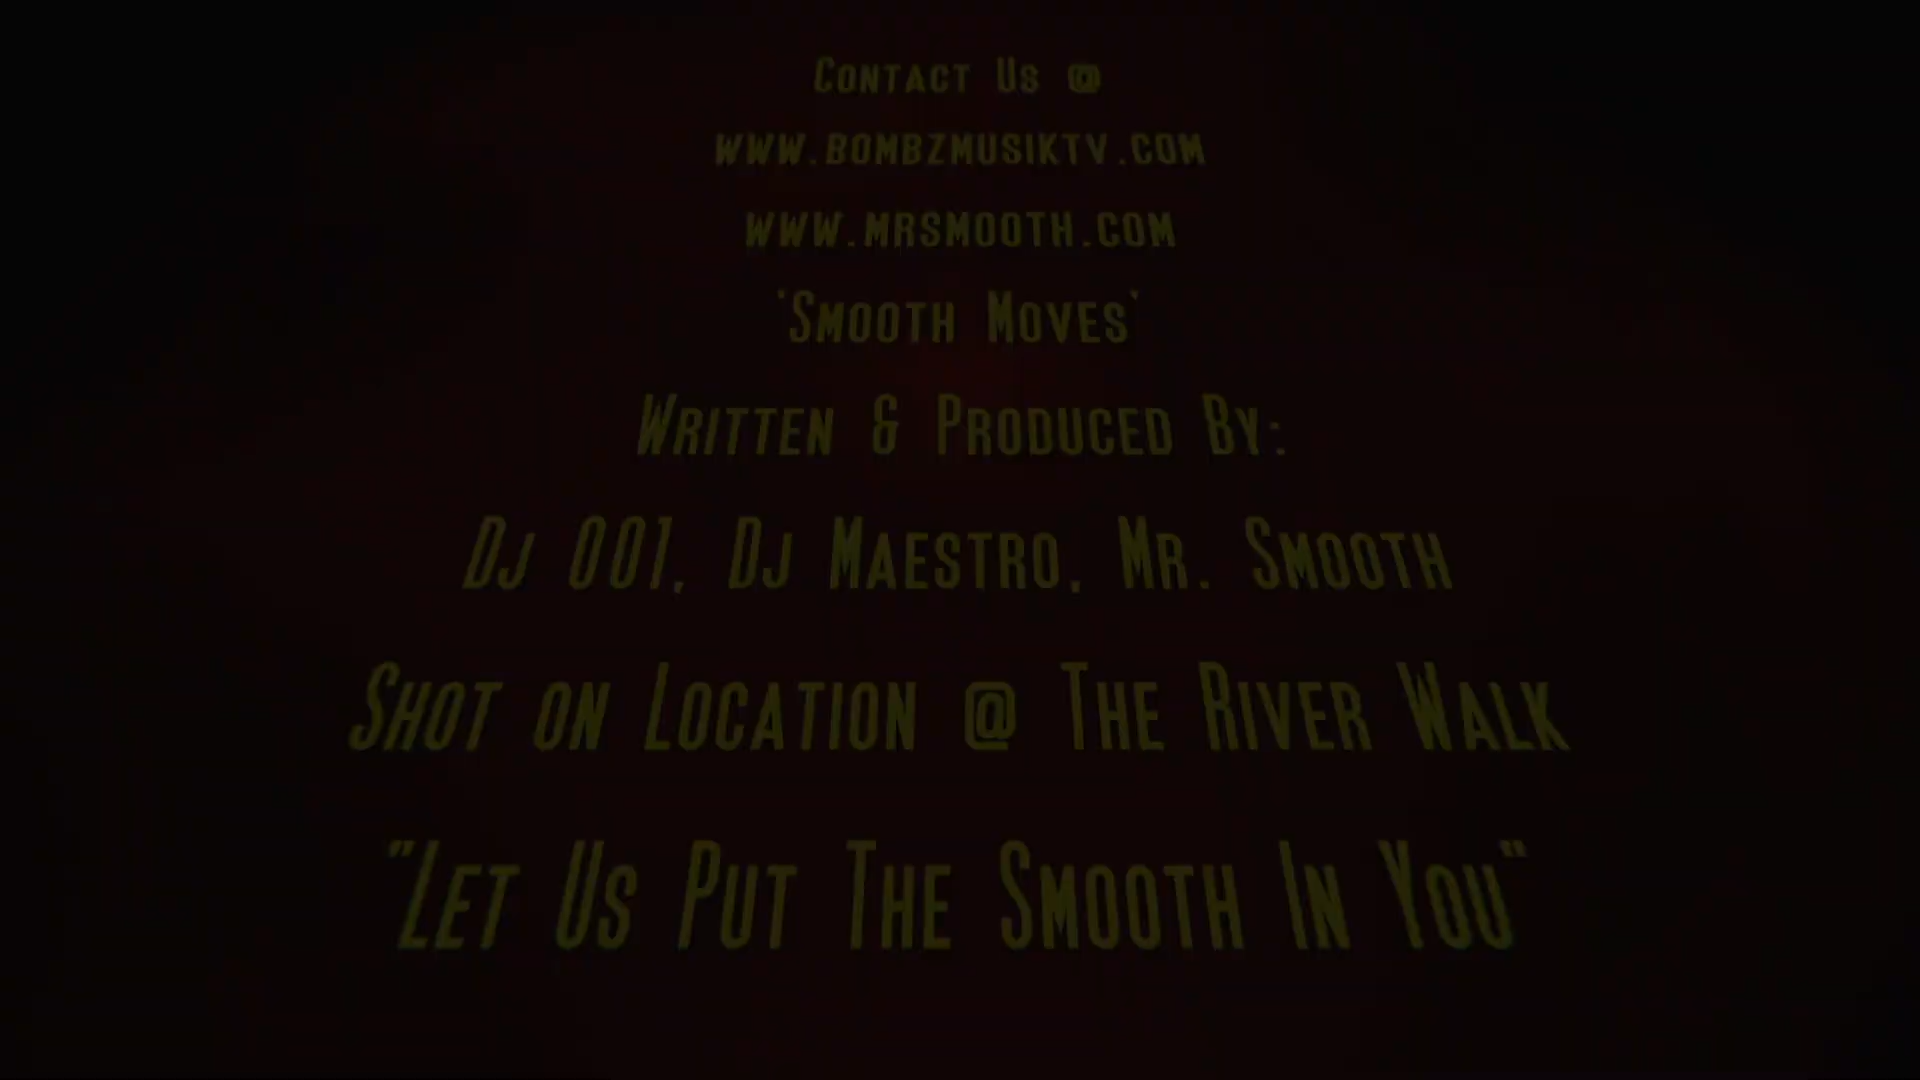 Contact Us @
www.bombzmusiktv.com
www.mrsmooth.com
'Smooth Moves'
Written & Produced By:
Dj 001, Dj Maestro, Mr. Smooth
Shot on Location @ The River Walk
"Let Us Put The Smooth In You"